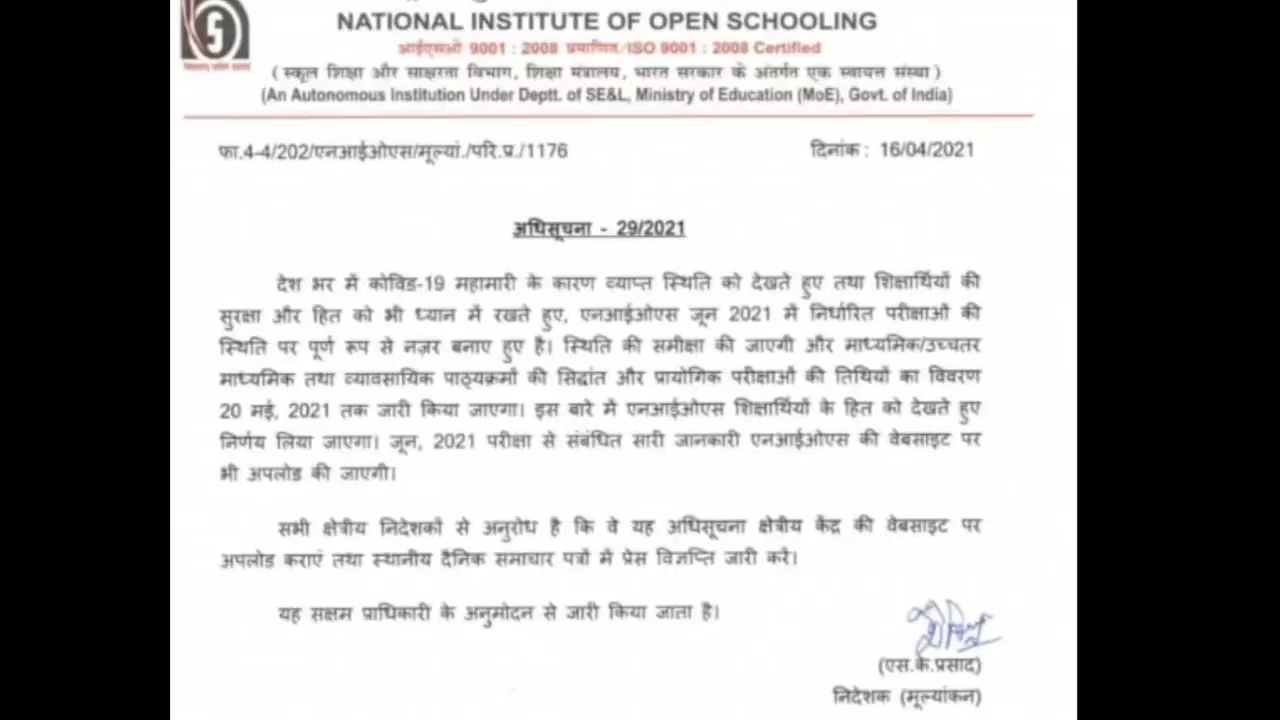 NATIONAL INSTITUTE OF OPEN SCHOOLING
आईएसओ 9001 : 2008 प्रमाणित/ISO 9001 : 2008 Certified
( स्कूल शिक्षा और साक्षरता विभाग, शिक्षा मंत्रालय, भारत सरकार के अंतर्गत एक स्वायत्त संस्था )
(An Autonomous Institution Under Deptt. of SE&L, Ministry of Education (MoE), Govt. of India)
फा.4-4/202/एनआईओएस/मूल्यां./परि.प्र./1176 दिनांक : 16/04/2021
अधिसूचना - 29/2021
देश भर में कोविड-19 महामारी के कारण व्याप्त स्थिति को देखते हुए तथा शिक्षार्थियों की
सुरक्षा और हित को भी ध्यान में रखते हुए, एनआईओएस जून 2021 में निर्धारित परीक्षाओं की
स्थिति पर पूर्ण रूप से नज़र बनाए हुए है। स्थिति की समीक्षा की जाएगी और माध्यमिक/उच्चतर
माध्यमिक तथा व्यावसायिक पाठ्यक्रमों की सिद्धांत और प्रायोगिक परीक्षाओं की तिथियों का विवरण
20 मई, 2021 तक जारी किया जाएगा। इस बारे में एनआईओएस शिक्षार्थियों के हित को देखते हुए
निर्णय लिया जाएगा। जून, 2021 परीक्षा से संबंधित सारी जानकारी एनआईओएस की वेबसाइट पर
भी अपलोड की जाएगी।
सभी क्षेत्रीय निदेशकों से अनुरोध है कि वे यह अधिसूचना क्षेत्रीय केंद्र की वेबसाइट पर
अपलोड कराएं तथा स्थानीय दैनिक समाचार पत्रों में प्रेस विज्ञप्ति जारी करें।
यह सक्षम प्राधिकारी के अनुमोदन से जारी किया जाता है।
(एस.के.प्रसाद)
निदेशक (मूल्यांकन)